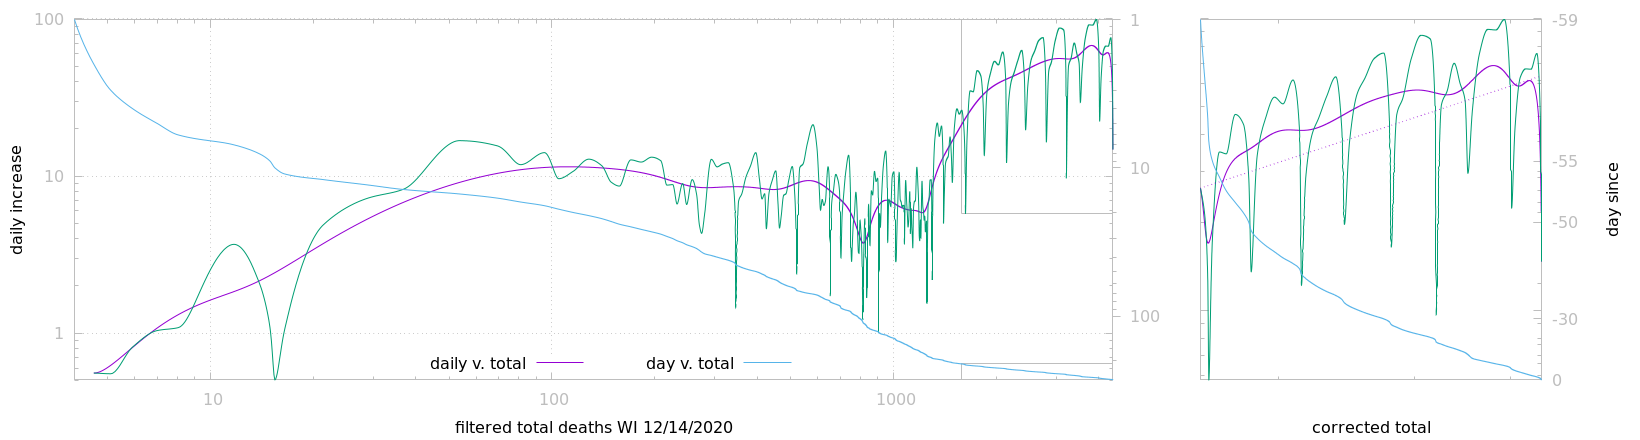 100
10
1
daily increase
10
100
1000
filtered total deaths WI 12/14/2020
daily v. total
day v. total
1
10
100
-59
-55
-50
-30
0
day since
corrected total